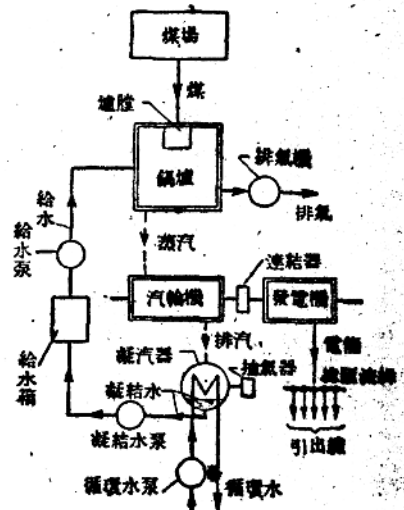 煤場
煤
爐膛
鍋爐
排氣機
排氣
給水
蒸汽
給水泵
連結器
汽輪機
發電機
給水箱
排汽
電能
凝汽器
抽氣器
凝結水
引出線
凝結水泵
循環水泵
循環水